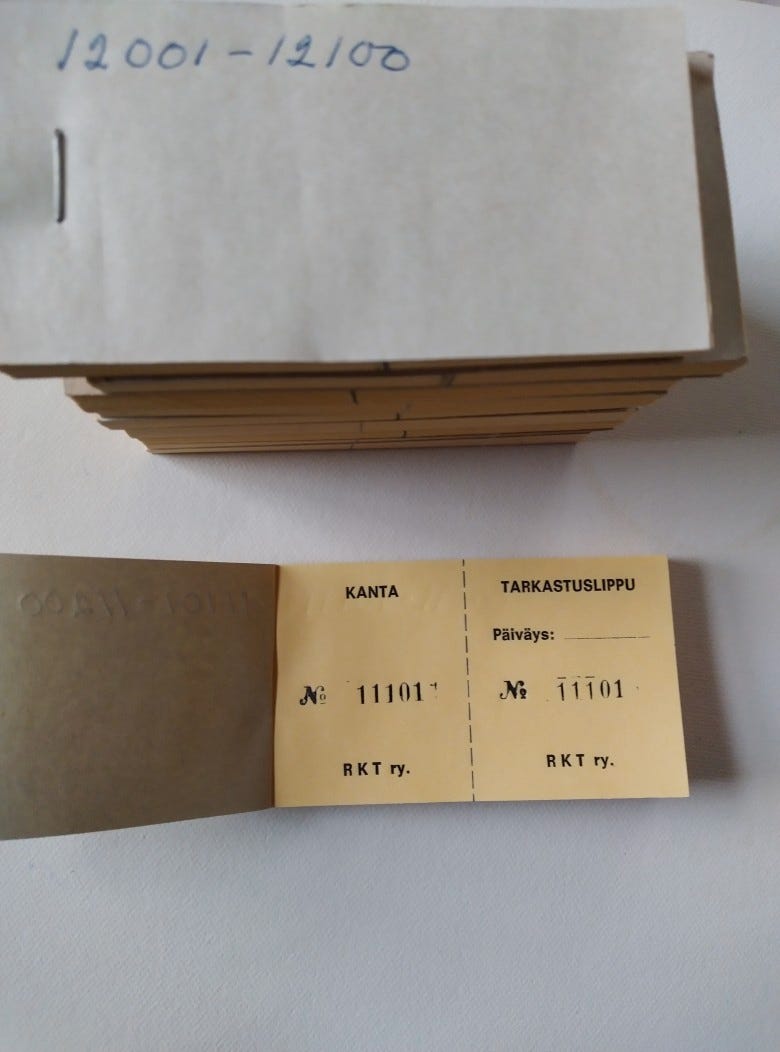 12001-12100
KANTA
№ 11101
RKT ry.
TARKASTUSLIPPU
Päiväys:
№ 11101
RKT ry.